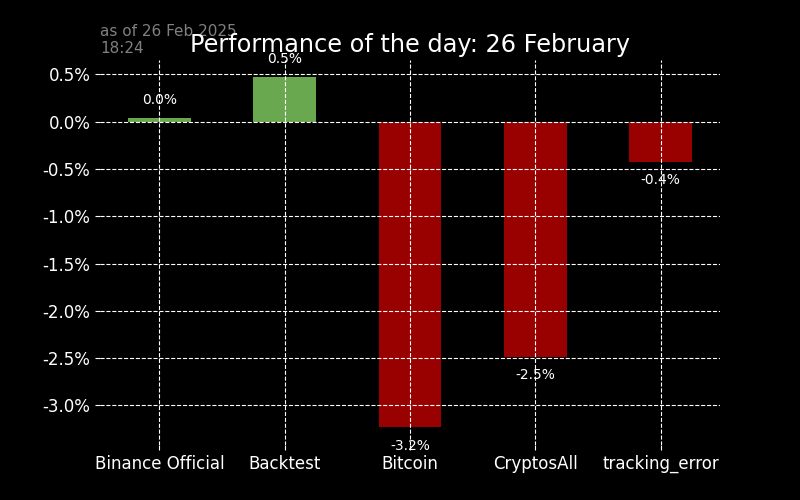 as of 26 Feb 2025
18:24
Performance of the day: 26 February
0.5%
0.0%
-0.5%
-1.0%
-1.5%
-2.0%
-2.5%
-3.0%
0.0%
0.5%
-3.2%
-2.5%
-0.4%
Binance Official
Backtest
Bitcoin
CryptosAll
tracking_error